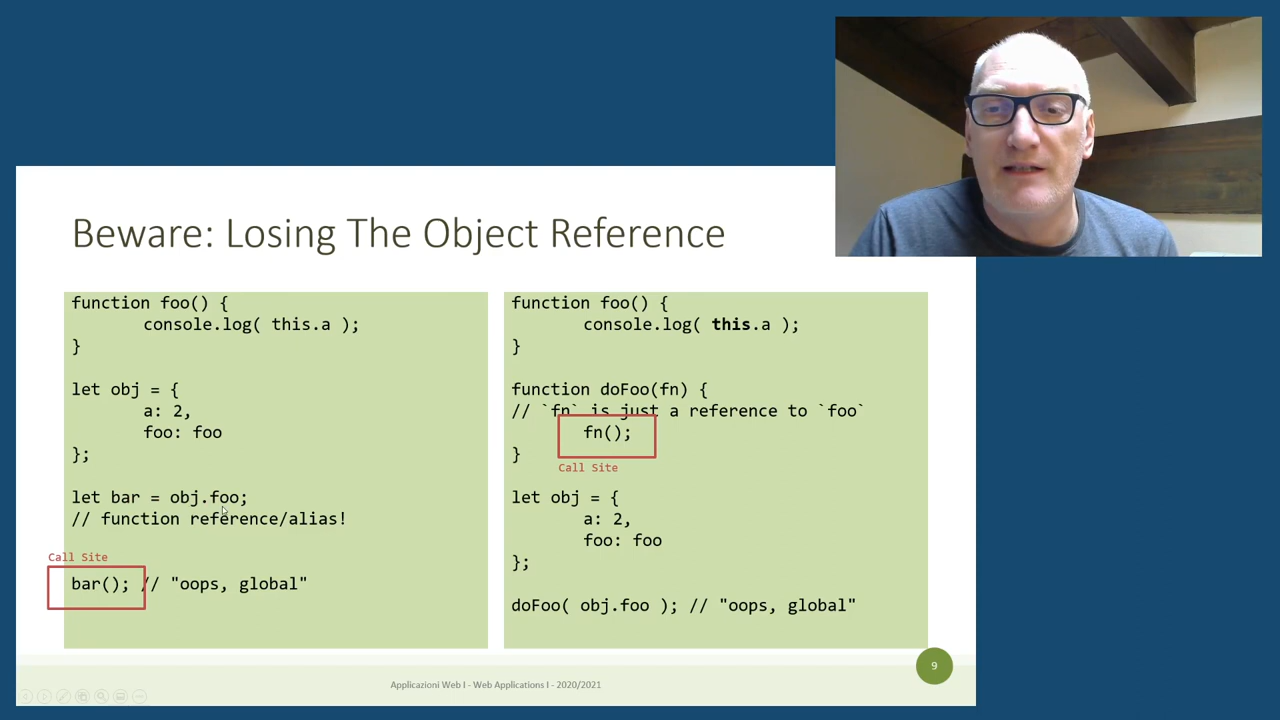 Beware: Losing The Object Reference
function foo() {
console.log( this.a );
}
let obj = {
a: 2,
foo: foo
};
let bar = obj.foo;
// function reference/alias!
Call Site
bar(); // "oops, global"
function foo() {
console.log( this.a );
}
function doFoo(fn) {
// `fn` is just a reference to `foo`
fn();
}
Call Site
let obj = {
a: 2,
foo: foo
};
doFoo( obj.foo ); // "oops, global"
Applicazioni Web I - Web Applications I - 2020/2021
9